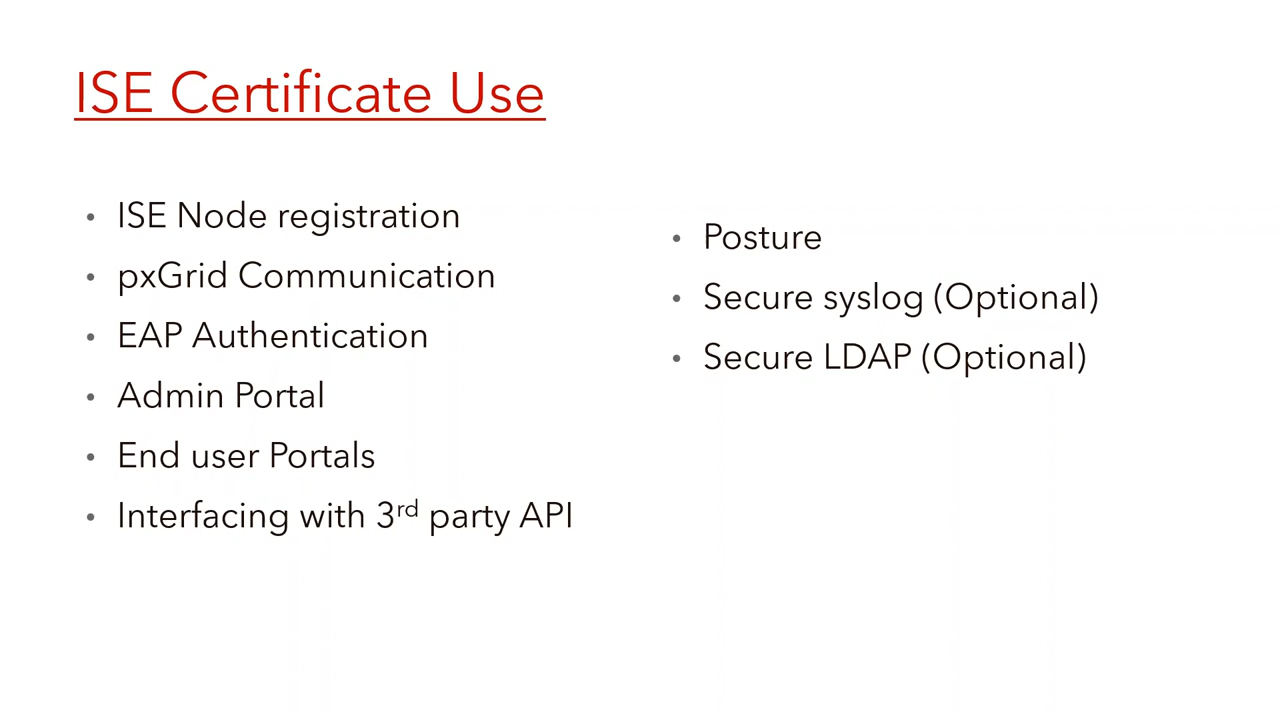 ISE Certificate Use
• ISE Node registration
• pxGrid Communication
• EAP Authentication
• Admin Portal
• End user Portals
• Interfacing with 3rd party API
• Posture
• Secure syslog (Optional)
• Secure LDAP (Optional)